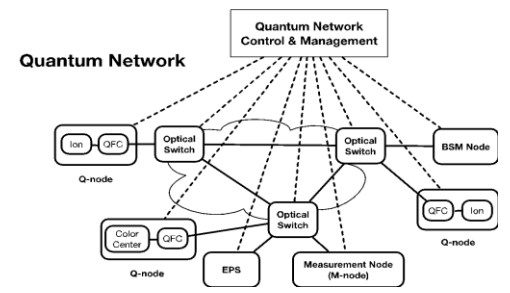 Quantum Network
Control & Management
Quantum Network
Ion
QFC
Optical
Switch
Optical
Switch
BSM Node
Q-node
Color
Center
QFC
Optical
Switch
QFC
Ion
Q-node
Q-node
EPS
Measurement Node
(M-node)